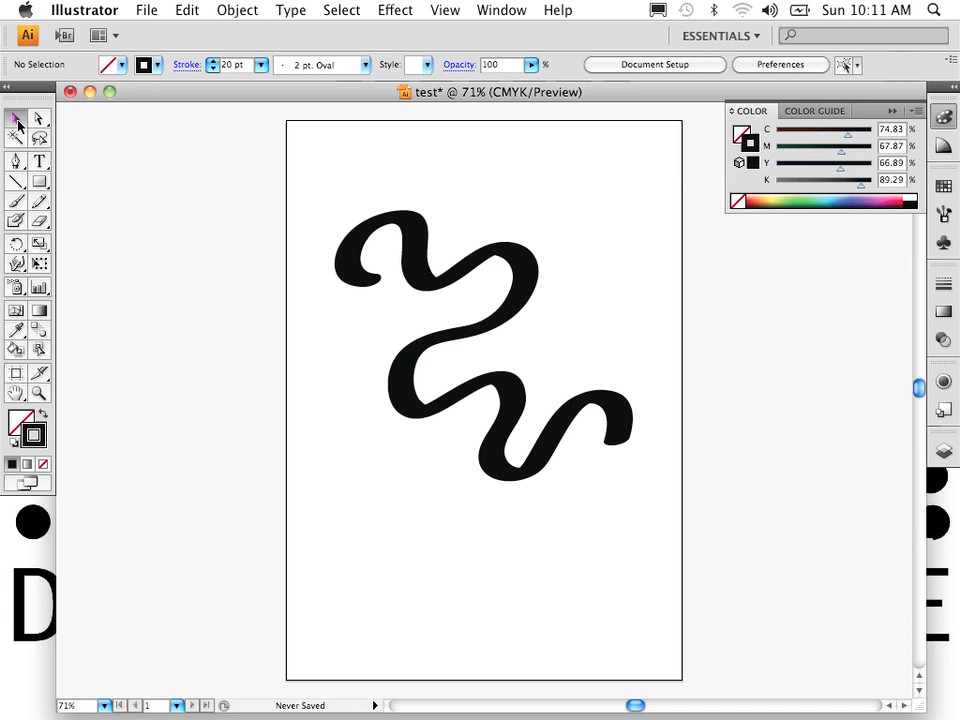 Illustrator File Edit Object Type Select Effect View Window Help Sun 10:11 AM
Ai Br ESSENTIALS
No Selection Stroke: 20 pt 2 pt. Oval Style: Opacity: 100 % Document Setup Preferences
test* @ 71% (CMYK/Preview)
COLOR COLOR GUIDE
C 74.83 %
M 67.87 %
Y 66.89 %
K 89.29 %
T
D E
71% 1 Never Saved